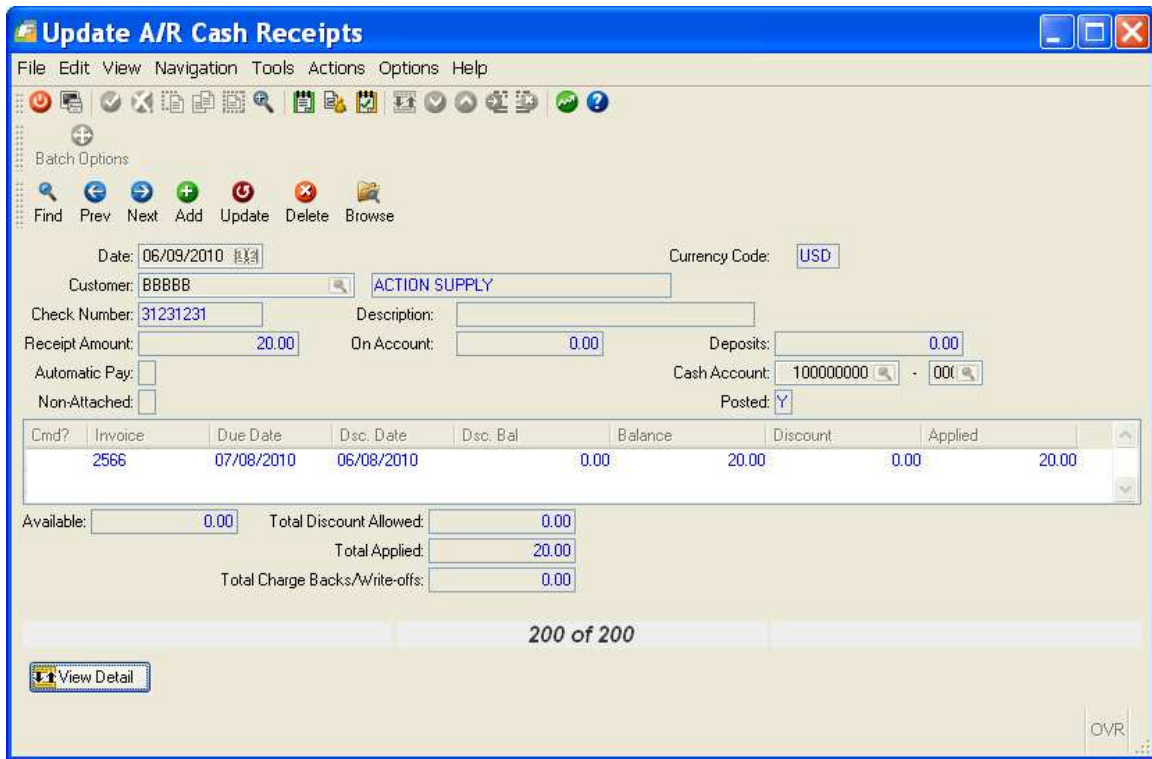 Update A/R Cash Receipts
File Edit View Navigation Tools Actions Options Help
Batch Options
Find Prev Next Add Update Delete Browse
Date: 06/09/2010 Currency Code: USD
Customer: BBBBB ACTION SUPPLY
Check Number: 31231231 Description:
Receipt Amount: 20.00 On Account: 0.00 Deposits: 0.00
Automatic Pay: Cash Account: 100000000 -
Non-Attached: Posted: Y
Cmd? Invoice Due Date Dsc. Date Dsc. Bal Balance Discount Applied
2566 07/08/2010 06/08/2010 0.00 20.00 0.00 20.00
Available: 0.00 Total Discount Allowed: 0.00
Total Applied: 20.00
Total Charge Backs/Write-offs: 0.00
200 of 200
View Detail
OVR